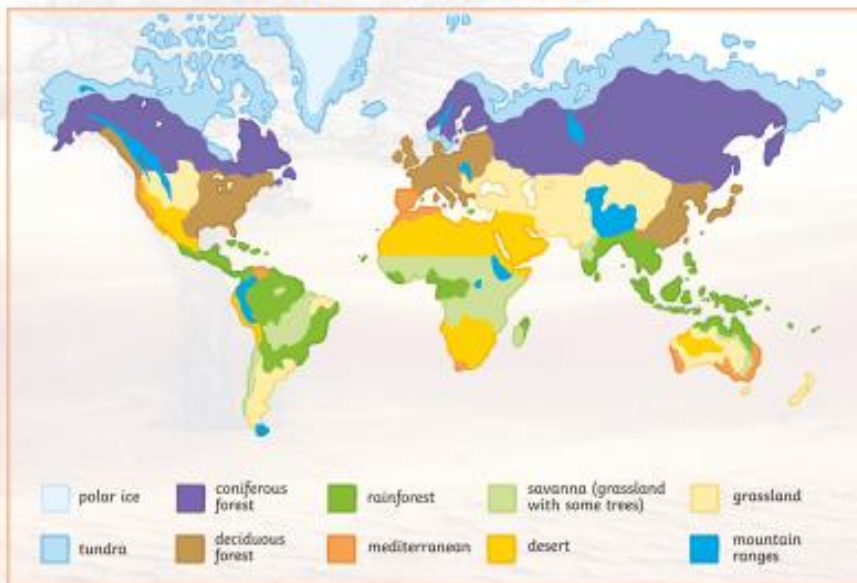 polar ice
coniferous
forest
rainforest
savanna (grassland
with some trees)
grassland
tundra
deciduous
forest
mediterranean
desert
mountain
ranges